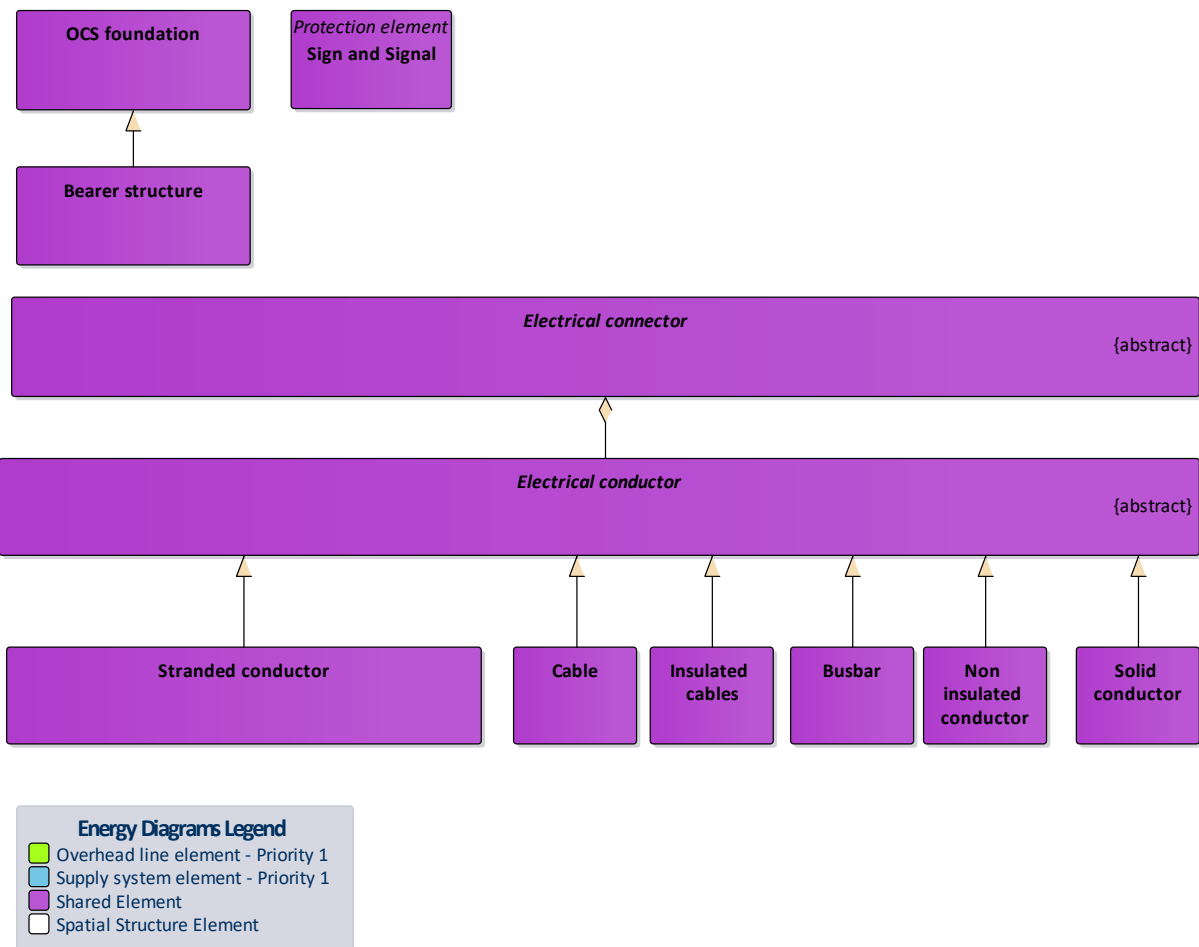 OCS foundation
Protection element
Sign and Signal
Bearer structure
Electrical connector
{abstract}
Electrical conductor
{abstract}
Stranded conductor
Cable
Insulated
cables
Busbar
Non
insulated
conductor
Solid
conductor
Energy Diagrams Legend
Overhead line element - Priority 1
Supply system element - Priority 1
Shared Element
Spatial Structure Element